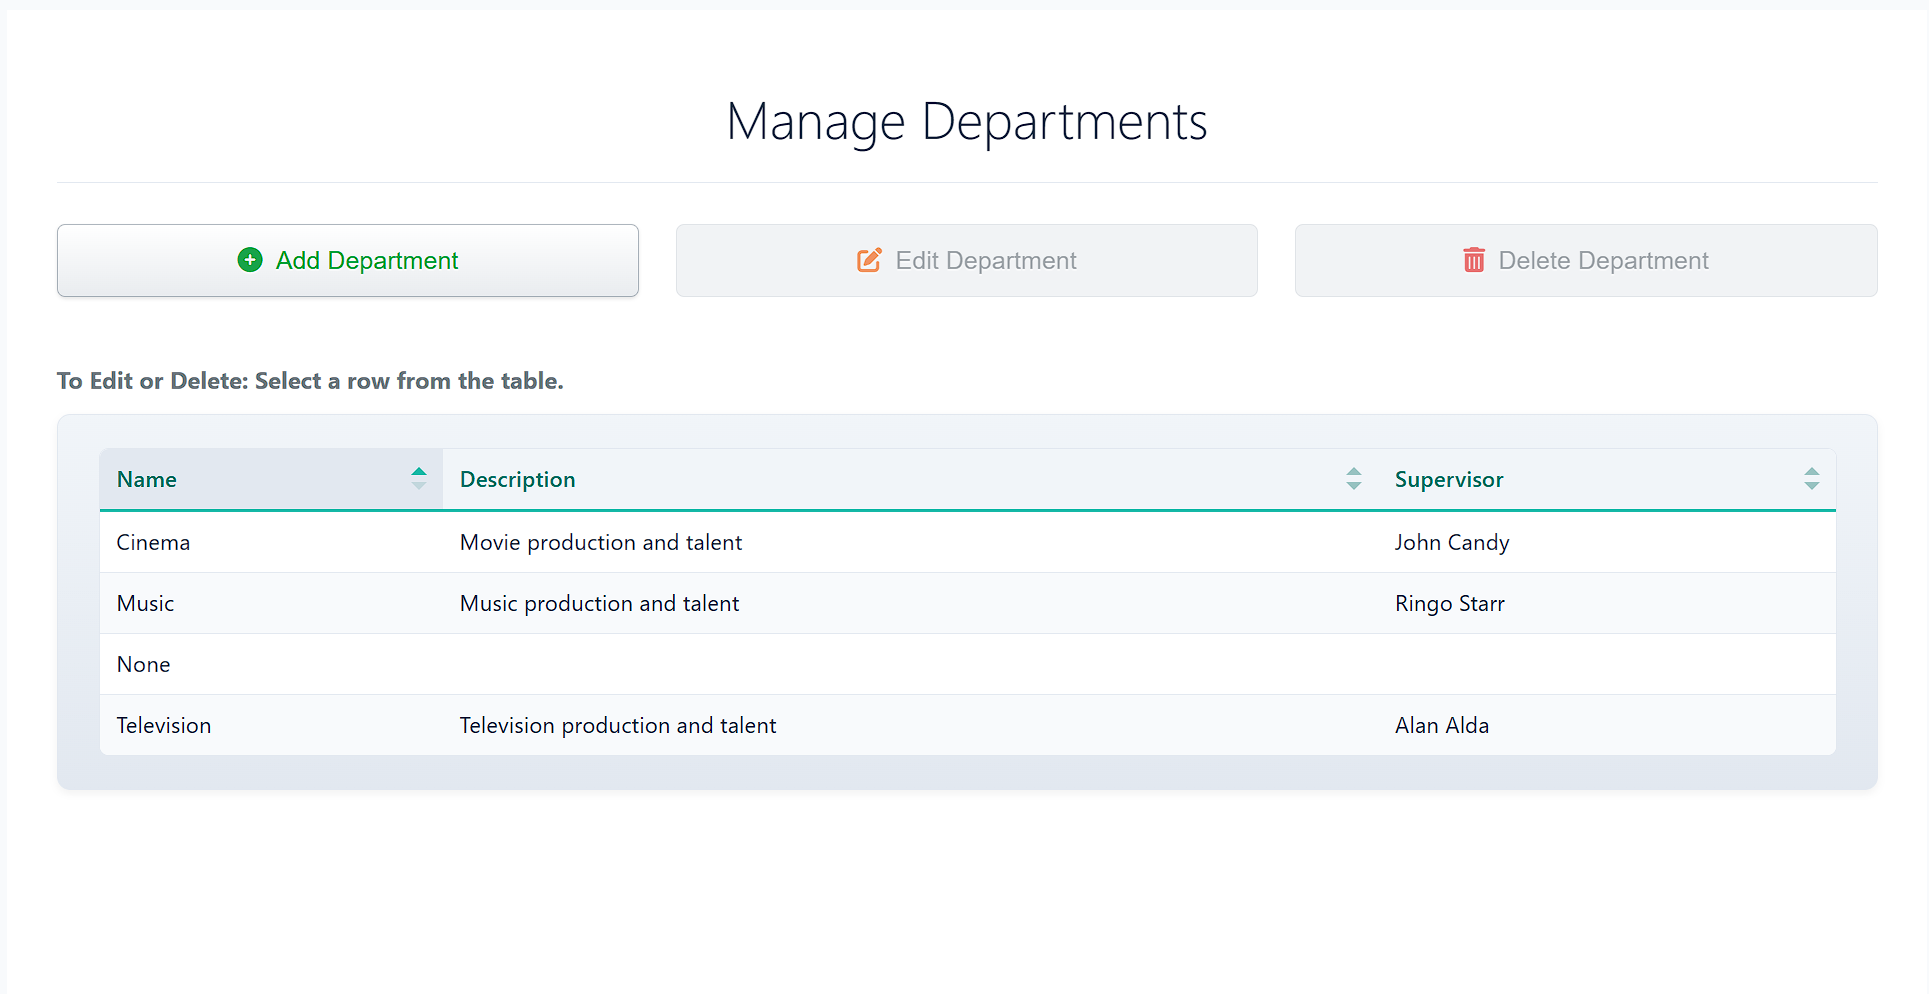 Manage Departments
Add Department Edit Department Delete Department
To Edit or Delete: Select a row from the table.
Name Description Supervisor
Cinema Movie production and talent John Candy
Music Music production and talent Ringo Starr
None
Television Television production and talent Alan Alda